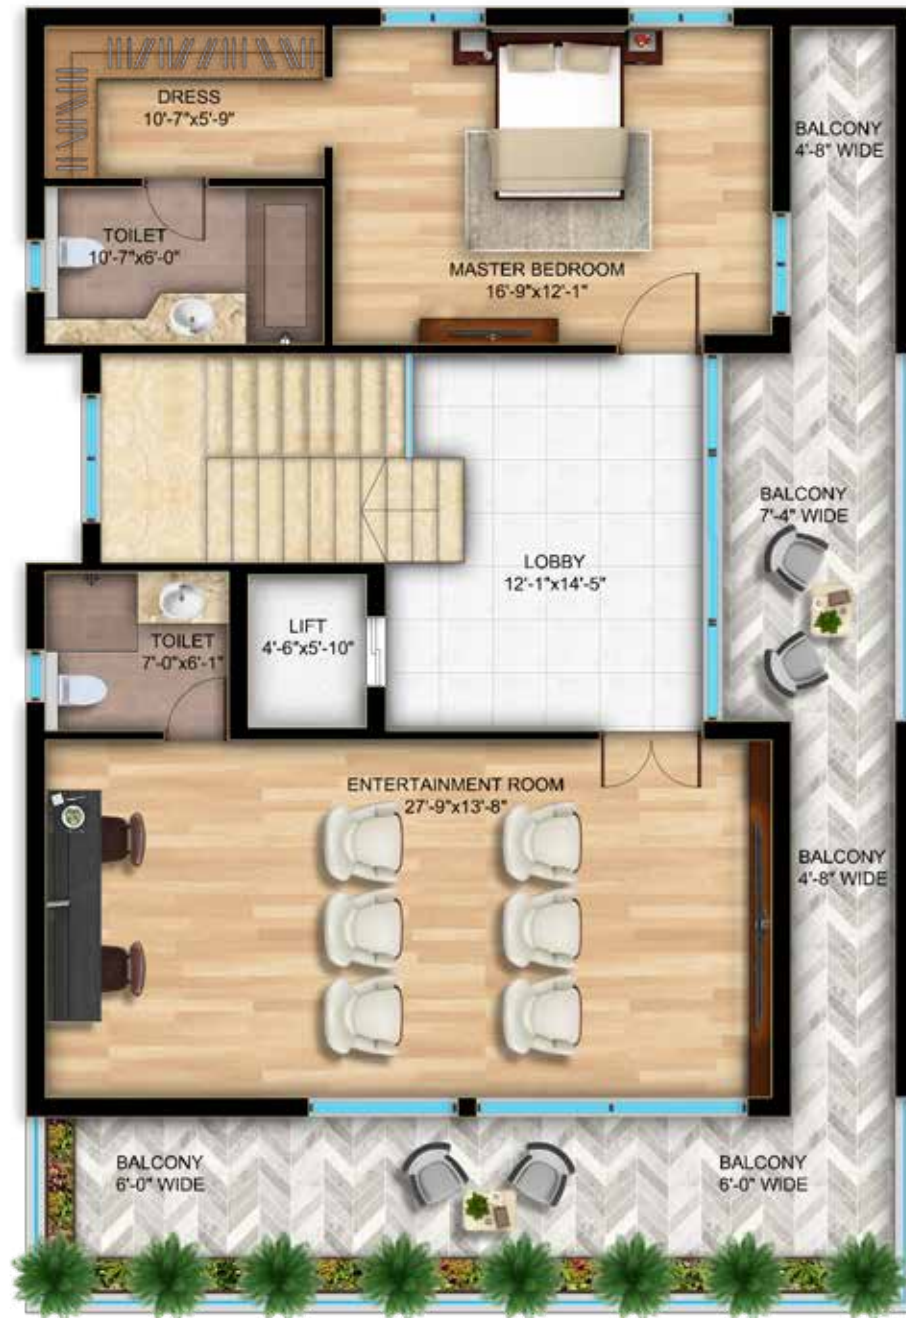 DRESS
10'-7"x5'-9"
BALCONY
4'-8" WIDE
TOILET
10'-7"x6'-0"
MASTER BEDROOM
16'-9"x12'-1"
BALCONY
7'-4" WIDE
LOBBY
12'-1"x14'-5"
LIFT
4'-6"x5'-10"
TOILET
7'-0"x6'-1"
ENTERTAINMENT ROOM
27'-9"x13'-8"
BALCONY
4'-8" WIDE
BALCONY
6'-0" WIDE
BALCONY
6'-0" WIDE